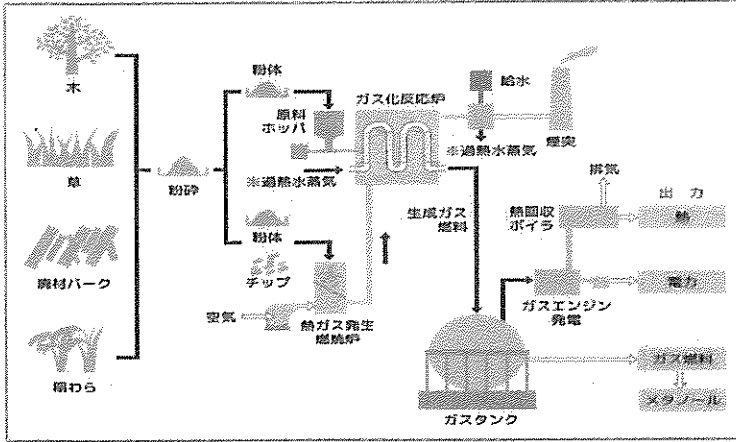 木
草
廃材バーク
稲わら
粉砕
粉体
原料
ホッパ
※過熱水蒸気
粉体
チップ
空気
熱ガス発生
燃焼炉
ガス化反応炉
給水
※過熱水蒸気
煙突
生成ガス
燃料
ガスタンク
排気
熱回収
ボイラ
ガスエンジン
発電
出 力
熱
電力
ガス燃料
メタノール